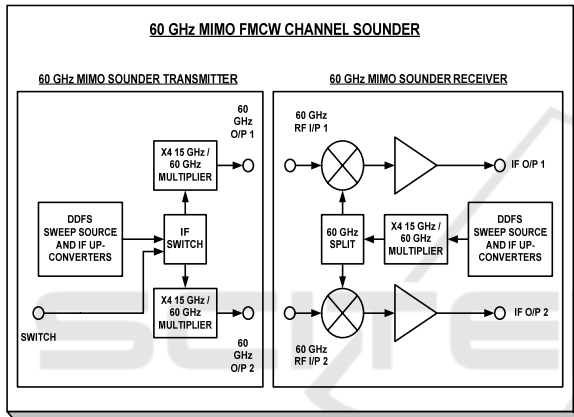 60 GHz MIMO FMCW CHANNEL SOUNDER
60 GHz MIMO SOUNDER TRANSMITTER
60 GHz MIMO SOUNDER RECEIVER
60
GHz
O/P 1
X4 15 GHz /
60 GHz
MULTIPLIER
DDFS
SWEEP SOURCE
AND IF UP-
CONVERTERS
IF
SWITCH
X4 15 GHz /
60 GHz
MULTIPLIER
SWITCH
60
GHz
O/P 2
60 GHz
RF I/P 1
IF O/P 1
60 GHz
SPLIT
X4 15 GHz /
60 GHz
MULTIPLIER
DDFS
SWEEP SOURCE
AND IF UP-
CONVERTERS
60 GHz
RF I/P 2
IF O/P 2
SCITE